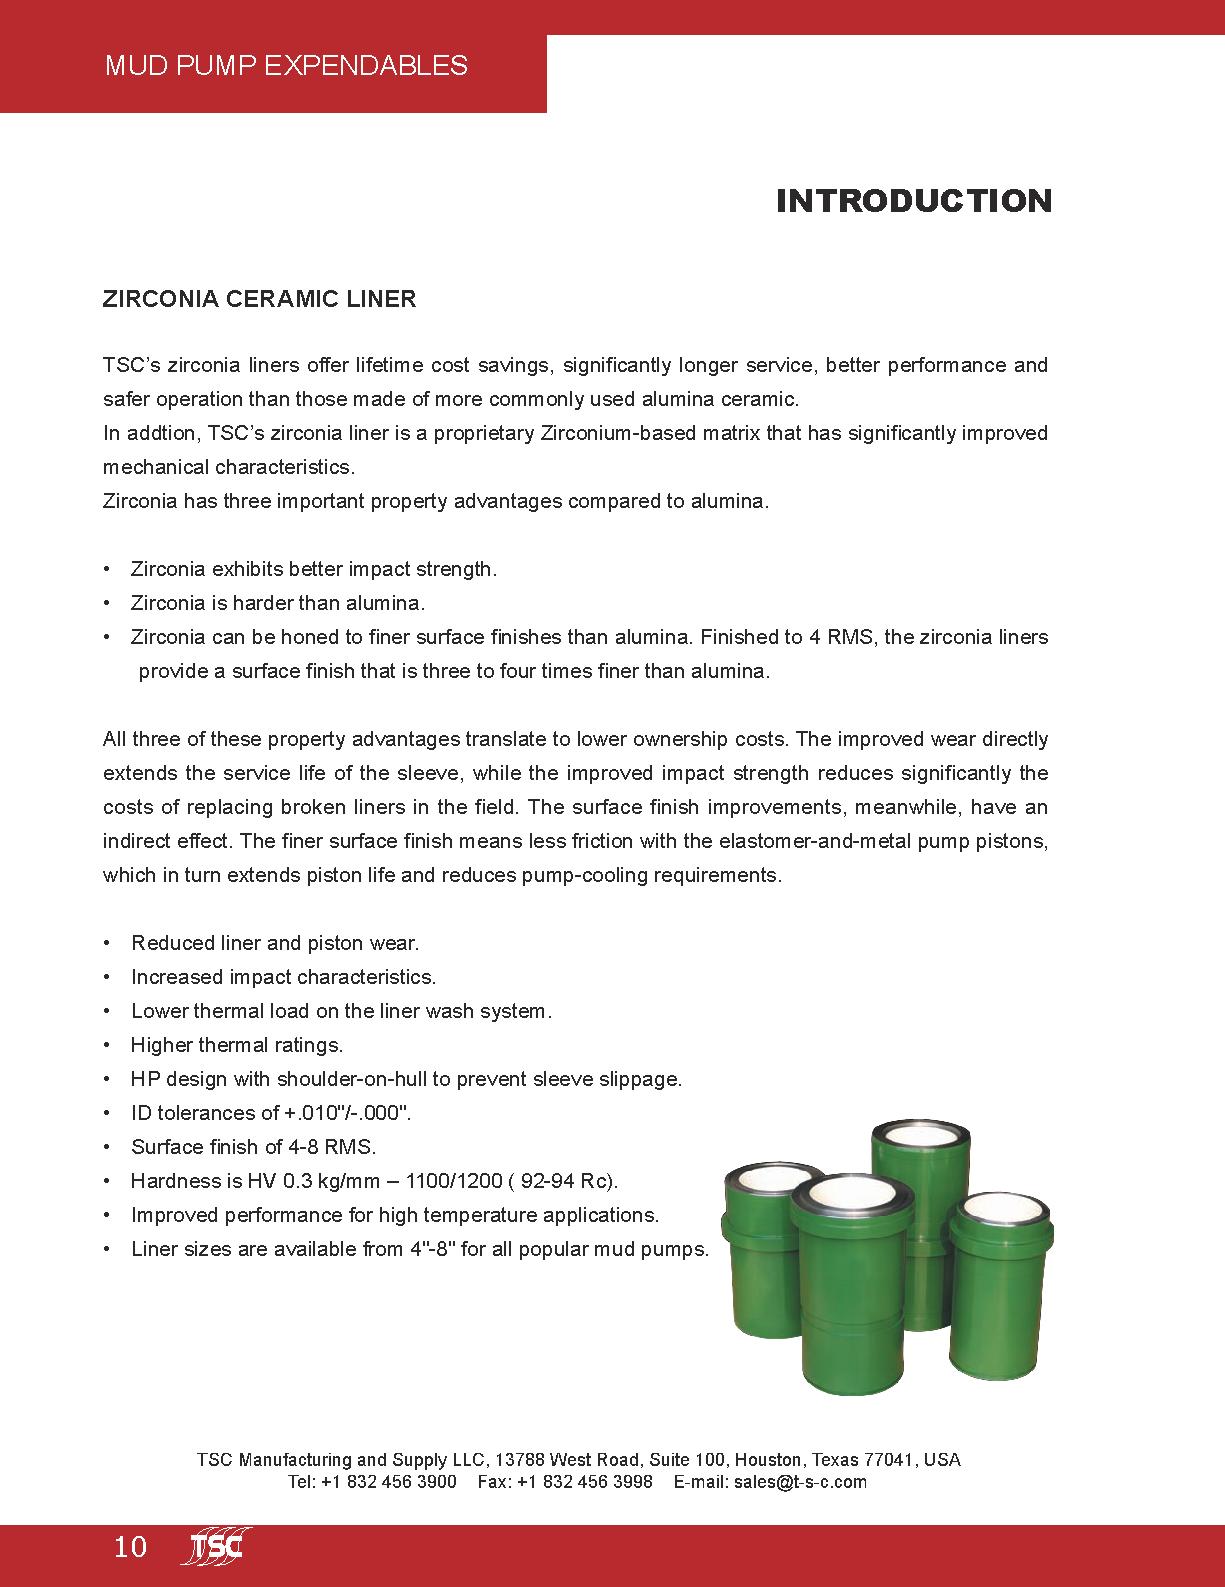 MUD PUMP EXPENDABLES
INTRODUCTION
ZIRCONIA CERAMIC LINER
TSC’s zirconia liners offer lifetime cost savings, significantly longer service, better performance and
safer operation than those made of more commonly used alumina ceramic.
In addtion, TSC’s zirconia liner is a proprietary Zirconium-based matrix that has significantly improved
mechanical characteristics.
Zirconia has three important property advantages compared to alumina.
• Zirconia exhibits better impact strength.
• Zirconia is harder than alumina.
• Zirconia can be honed to finer surface finishes than alumina. Finished to 4 RMS, the zirconia liners
provide a surface finish that is three to four times finer than alumina.
All three of these property advantages translate to lower ownership costs. The improved wear directly
extends the service life of the sleeve, while the improved impact strength reduces significantly the
costs of replacing broken liners in the field. The surface finish improvements, meanwhile, have an
indirect effect. The finer surface finish means less friction with the elastomer-and-metal pump pistons,
which in turn extends piston life and reduces pump-cooling requirements.
• Reduced liner and piston wear.
• Increased impact characteristics.
• Lower thermal load on the liner wash system.
• Higher thermal ratings.
• HP design with shoulder-on-hull to prevent sleeve slippage.
• ID tolerances of +.010"/-.000".
• Surface finish of 4-8 RMS.
• Hardness is HV 0.3 kg/mm – 1100/1200 ( 92-94 Rc).
• Improved performance for high temperature applications.
• Liner sizes are available from 4"-8" for all popular mud pumps.
TSC Manufacturing and Supply LLC, 13788 West Road, Suite 100, Houston, Texas 77041, USA
Tel: +1 832 456 3900 Fax: +1 832 456 3998 E-mail: sales@t-s-c.com
10 TSC